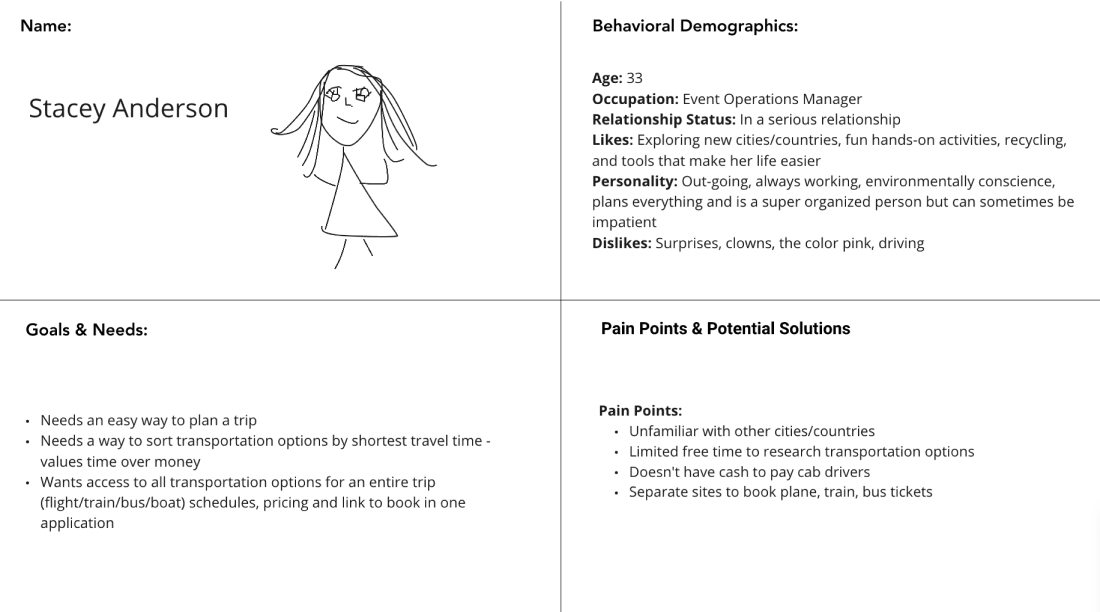 Name:
Stacey Anderson
Behavioral Demographics:
Age: 33
Occupation: Event Operations Manager
Relationship Status: In a serious relationship
Likes: Exploring new cities/countries, fun hands-on activities, recycling,
and tools that make her life easier
Personality: Out-going, always working, environmentally conscience,
plans everything and is a super organized person but can sometimes be
impatient
Dislikes: Surprises, clowns, the color pink, driving
Goals & Needs:
• Needs an easy way to plan a trip
• Needs a way to sort transportation options by shortest travel time -
values time over money
• Wants access to all transportation options for an entire trip
(flight/train/bus/boat) schedules, pricing and link to book in one
application
Pain Points & Potential Solutions
Pain Points:
• Unfamiliar with other cities/countries
• Limited free time to research transportation options
• Doesn't have cash to pay cab drivers
• Separate sites to book plane, train, bus tickets